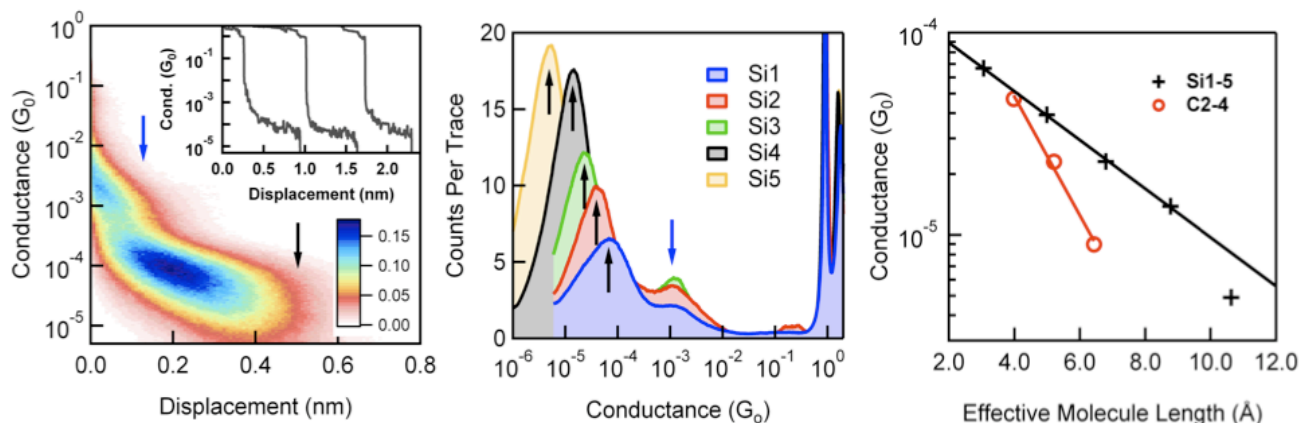 Conductance (G₀)
10⁰
10⁻¹
10⁻²
10⁻³
10⁻⁴
10⁻⁵
0.0 0.2 0.4 0.6 0.8
Displacement (nm)
Cond. (G₀)
10⁻¹
10⁻³
10⁻⁵
0.0 0.5 1.0 1.5 2.0
Displacement (nm)
0.15
0.10
0.05
0.00
Counts Per Trace
20
15
10
5
0
Si1
Si2
Si3
Si4
Si5
10⁻⁶ 10⁻⁵ 10⁻⁴ 10⁻³ 10⁻² 10⁻¹ 10⁰
Conductance (Gₒ)
Conductance (G₀)
10⁻⁴
10⁻⁵
Si1-5
C2-4
2.0 4.0 6.0 8.0 10.0 12.0
Effective Molecule Length (Å)